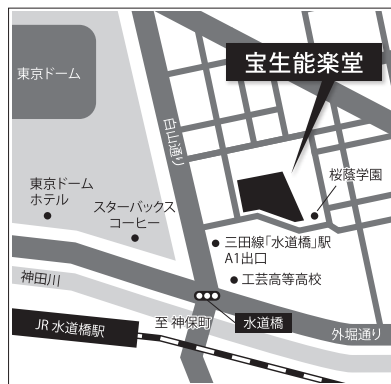 東京ドーム
宝生能楽堂
白山通り
桜蔭学園
東京ドーム
ホテル
スターバックス
コーヒー
三田線「水道橋」駅
A1出口
工芸高等高校
神田川
至 神保町
水道橋
外堀通り
JR 水道橋駅